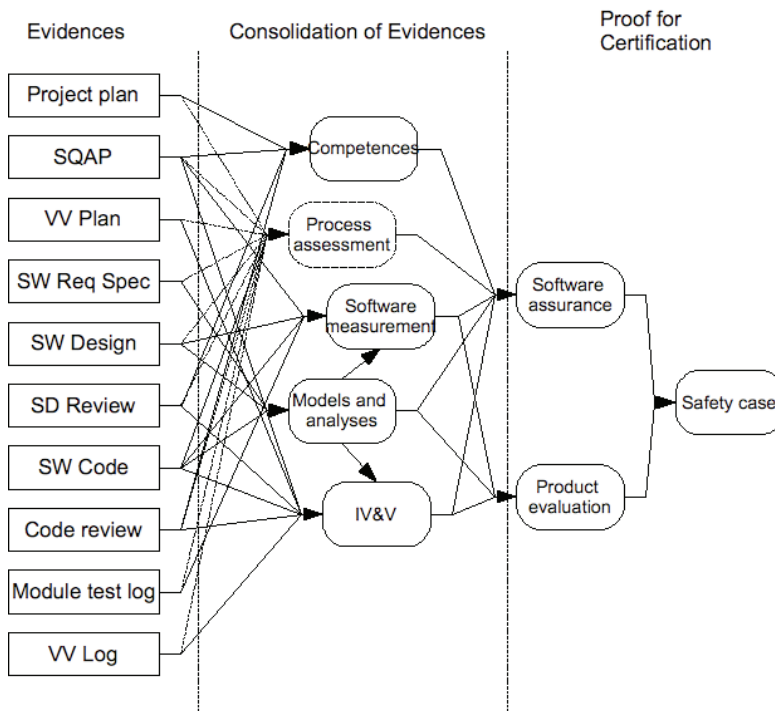 Evidences
Consolidation of Evidences
Proof for
Certification
Project plan
SQAP
VV Plan
SW Req Spec
SW Design
SD Review
SW Code
Code review
Module test log
VV Log
Competences
Process
assessment
Software
measurement
Models and
analyses
IV&V
Software
assurance
Product
evaluation
Safety case